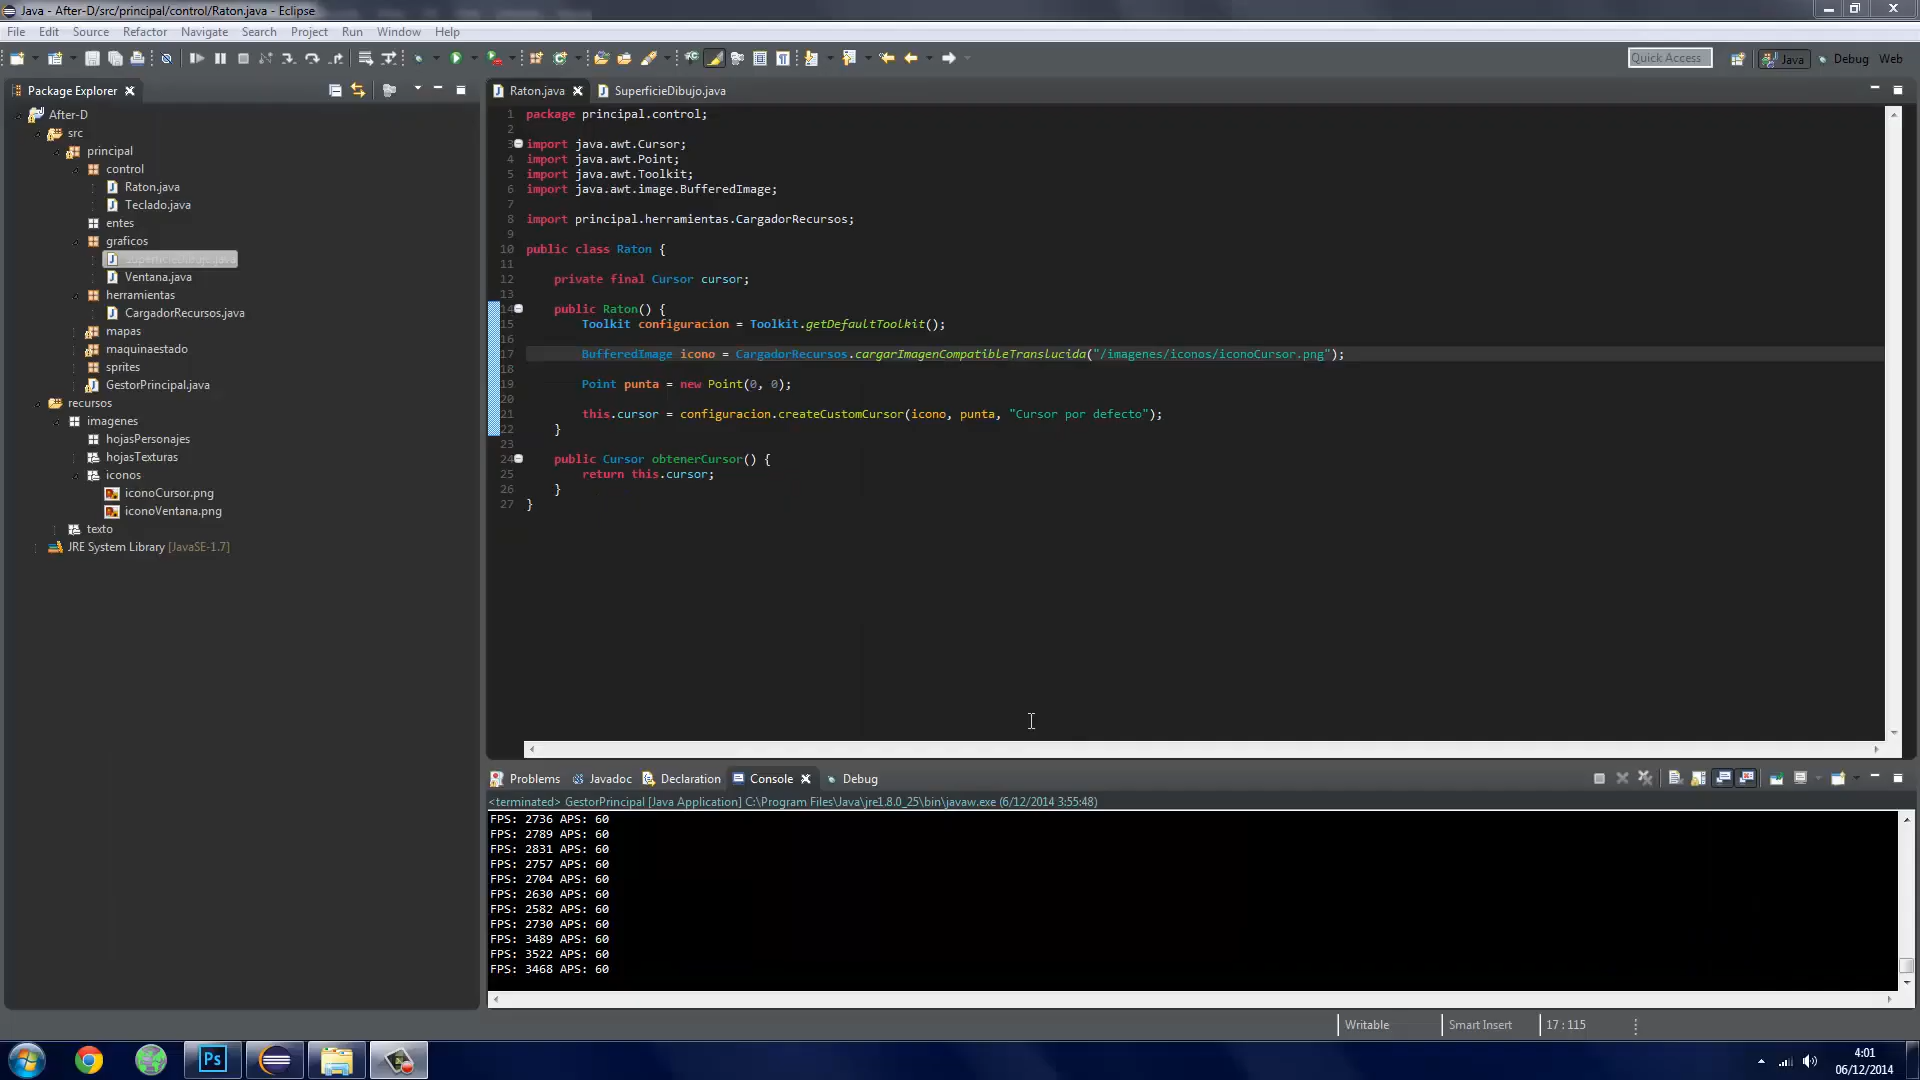 Java - After-D/src/principal/control/Raton.java - Eclipse
File Edit Source Refactor Navigate Search Project Run Window Help
Quick Access
Java
Debug
Web
Package Explorer
After-D
src
principal
control
Raton.java
Teclado.java
entes
graficos
SuperficieDibujo.java
Ventana.java
herramientas
CargadorRecursos.java
mapas
maquinaestado
sprites
GestorPrincipal.java
recursos
imagenes
hojasPersonajes
hojasTexturas
iconos
iconoCursor.png
iconoVentana.png
texto
JRE System Library [JavaSE-1.7]
Raton.java
SuperficieDibujo.java
1 package principal.control;
2
3 import java.awt.Cursor;
4 import java.awt.Point;
5 import java.awt.Toolkit;
6 import java.awt.image.BufferedImage;
7
8 import principal.herramientas.CargadorRecursos;
9
10 public class Raton {
11
12 private final Cursor cursor;
13
14 public Raton() {
15 Toolkit configuracion = Toolkit.getDefaultToolkit();
16
17 BufferedImage icono = CargadorRecursos.cargarImagenCompatibleTranslucida("/imagenes/iconos/iconoCursor.png");
18
19 Point punta = new Point(0, 0);
20
21 this.cursor = configuracion.createCustomCursor(icono, punta, "Cursor por defecto");
22 }
23
24 public Cursor obtenerCursor() {
25 return this.cursor;
26 }
27 }
Problems Javadoc Declaration Console Debug
<terminated> GestorPrincipal [Java Application] C:\Program Files\Java\jre1.8.0_25\bin\javaw.exe (6/12/2014 3:55:48)
FPS: 2736 APS: 60
FPS: 2789 APS: 60
FPS: 2831 APS: 60
FPS: 2757 APS: 60
FPS: 2704 APS: 60
FPS: 2630 APS: 60
FPS: 2582 APS: 60
FPS: 2730 APS: 60
FPS: 3489 APS: 60
FPS: 3522 APS: 60
FPS: 3468 APS: 60
Writable
Smart Insert
17 : 115
Ps
4:01
06/12/2014